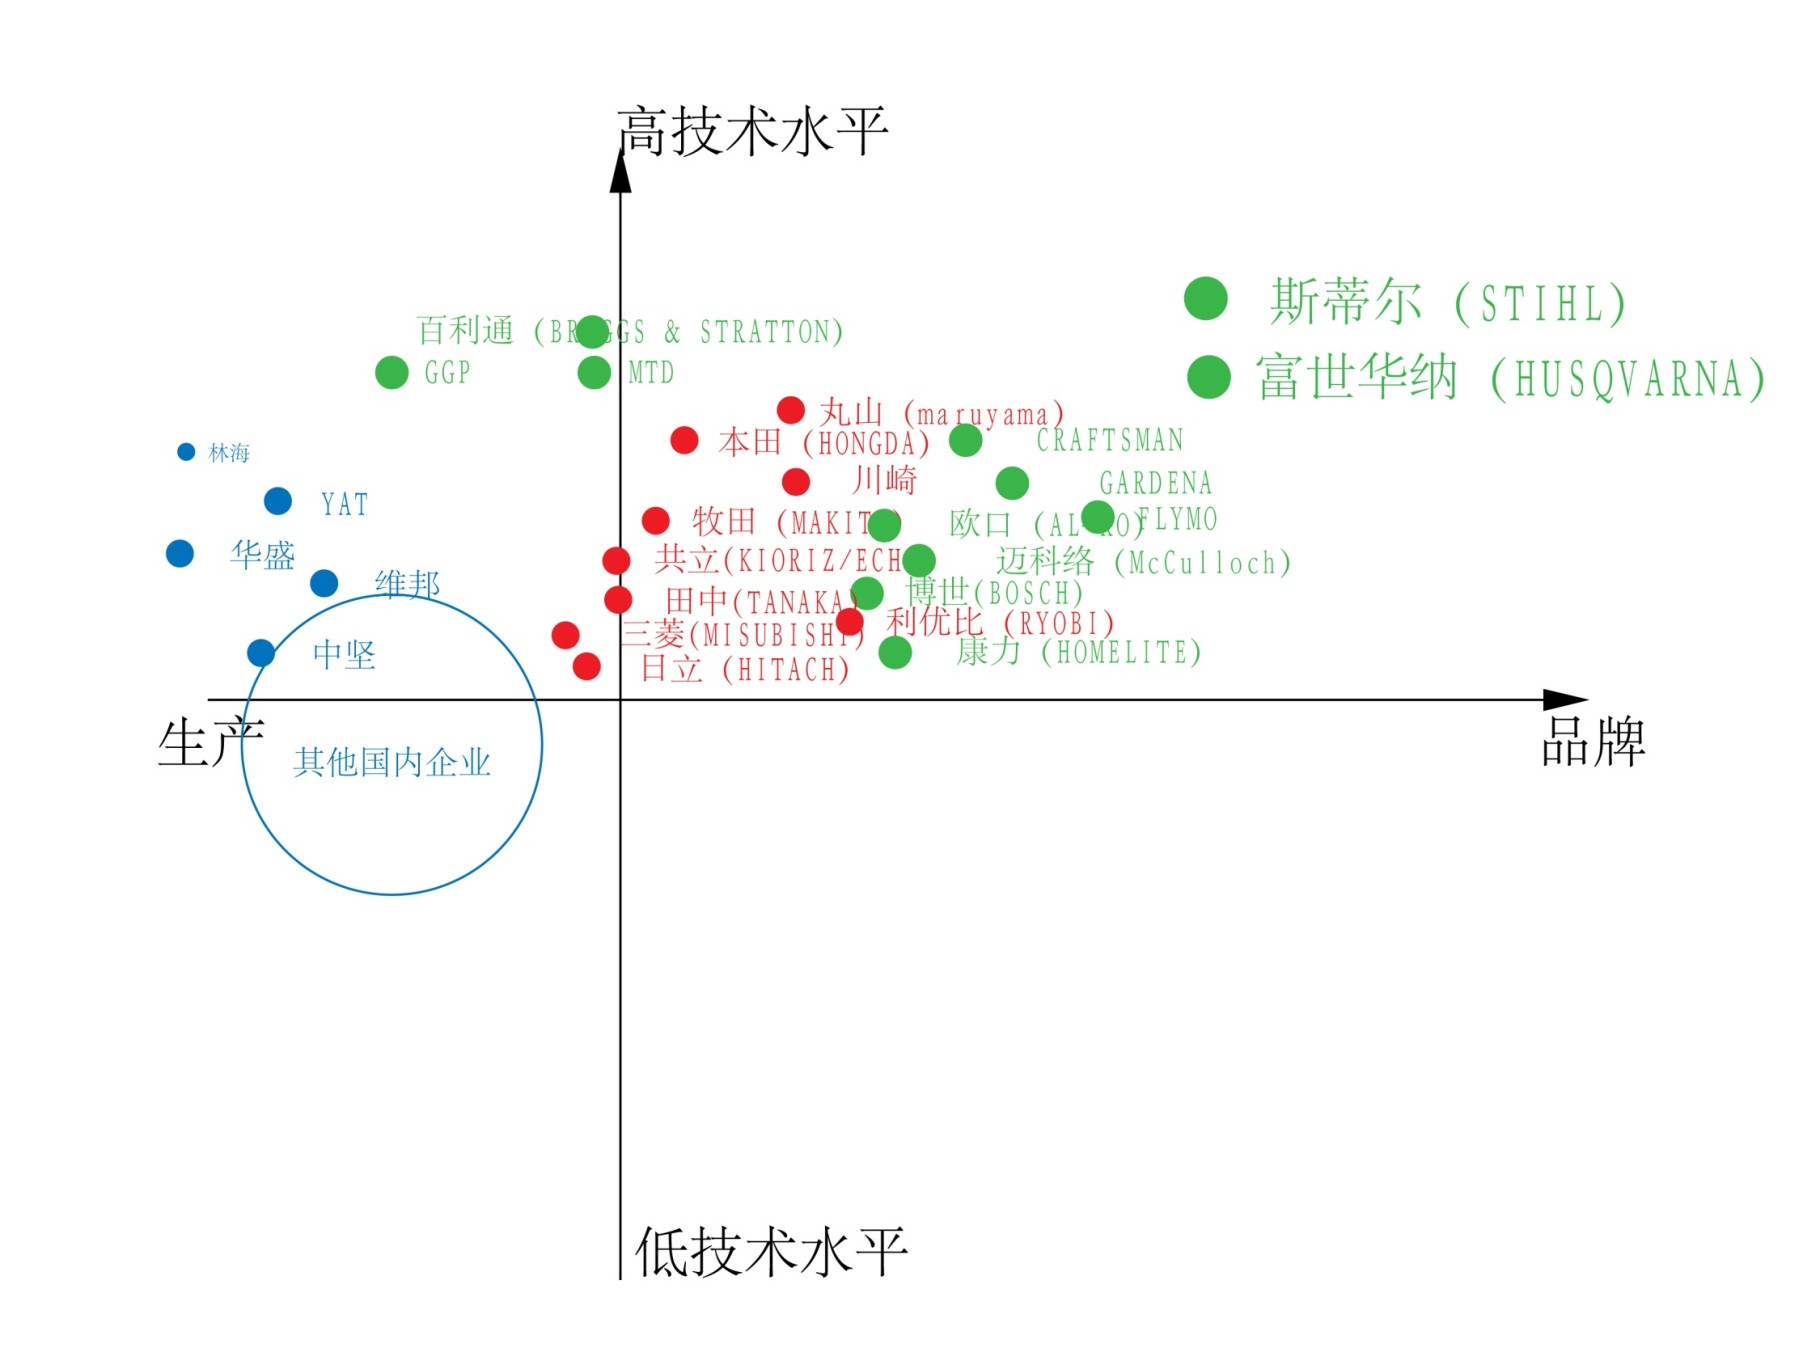 高技术水平
斯蒂尔 (STIHL)
百利通 (BRIGGS & STRATTON)
GGP
MTD
富世华纳 (HUSQVARNA)
丸山 (maruyama)
本田 (HONGDA)
CRAFTSMAN
林海
川崎
GARDENA
YAT
牧田 (MAKIT
欧口 (AL-KO)
FLYMO
华盛
共立(KIORIZ/ECH
迈科络 (McCulloch)
维邦
田中(TANAKA)
博世(BOSCH)
三菱(MISUBISHI)
利优比 (RYOBI)
中坚
日立 (HITACH)
康力 (HOMELITE)
生产
品牌
其他国内企业
低技术水平